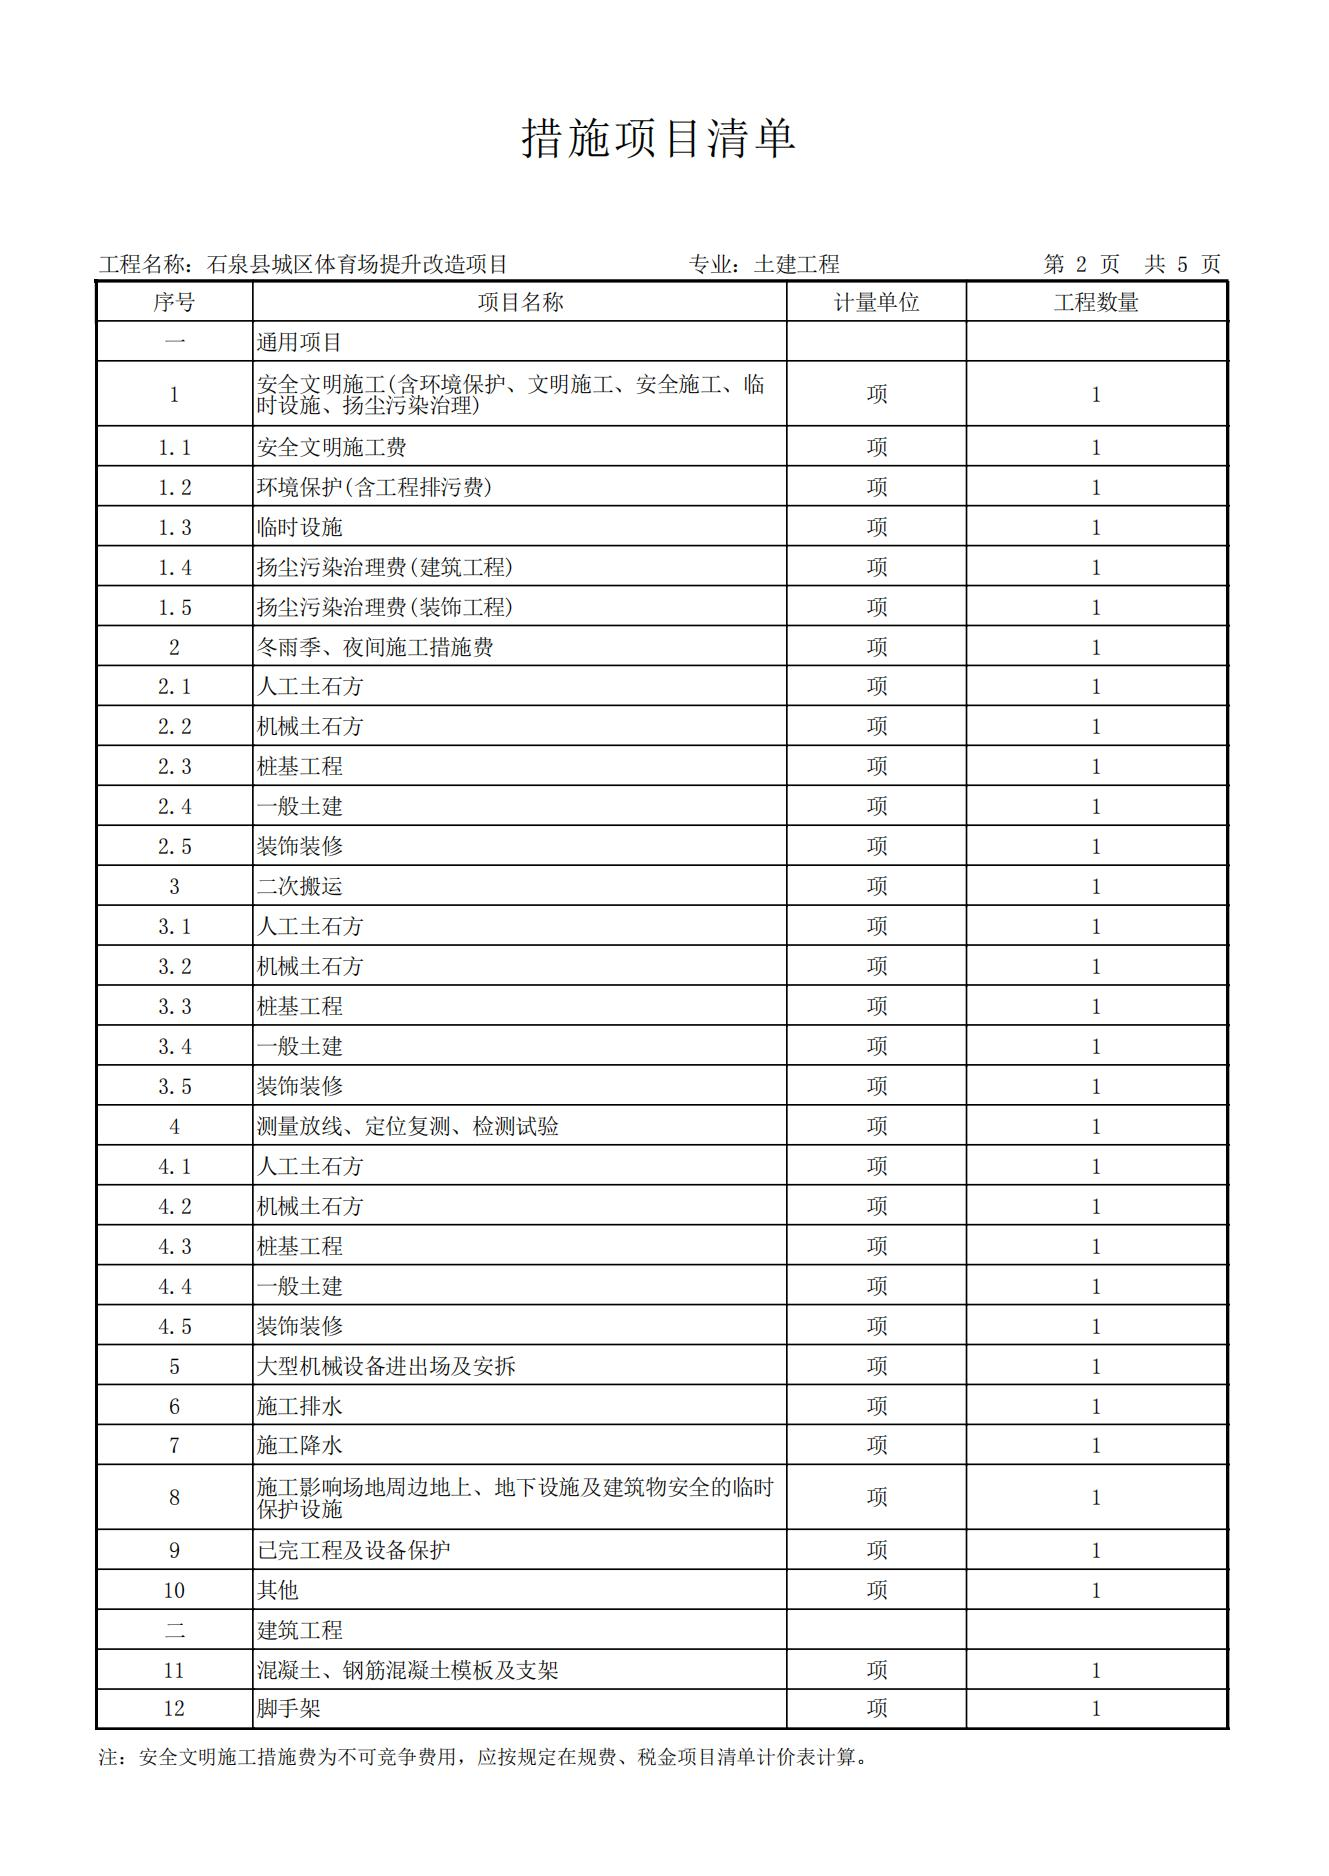 措施项目清单
工程名称：石泉县城区体育场提升改造项目 专业：土建工程 第 2 页 共 5 页
序号 项目名称 计量单位 工程数量
一 通用项目
1 安全文明施工(含环境保护、文明施工、安全施工、临
时设施、扬尘污染治理) 项 1
1.1 安全文明施工费 项 1
1.2 环境保护(含工程排污费) 项 1
1.3 临时设施 项 1
1.4 扬尘污染治理费(建筑工程) 项 1
1.5 扬尘污染治理费(装饰工程) 项 1
2 冬雨季、夜间施工措施费 项 1
2.1 人工土石方 项 1
2.2 机械土石方 项 1
2.3 桩基工程 项 1
2.4 一般土建 项 1
2.5 装饰装修 项 1
3 二次搬运 项 1
3.1 人工土石方 项 1
3.2 机械土石方 项 1
3.3 桩基工程 项 1
3.4 一般土建 项 1
3.5 装饰装修 项 1
4 测量放线、定位复测、检测试验 项 1
4.1 人工土石方 项 1
4.2 机械土石方 项 1
4.3 桩基工程 项 1
4.4 一般土建 项 1
4.5 装饰装修 项 1
5 大型机械设备进出场及安拆 项 1
6 施工排水 项 1
7 施工降水 项 1
8 施工影响场地周边地上、地下设施及建筑物安全的临时
保护设施 项 1
9 已完工程及设备保护 项 1
10 其他 项 1
二 建筑工程
11 混凝土、钢筋混凝土模板及支架 项 1
12 脚手架 项 1
注：安全文明施工措施费为不可竞争费用，应按规定在规费、税金项目清单计价表计算。